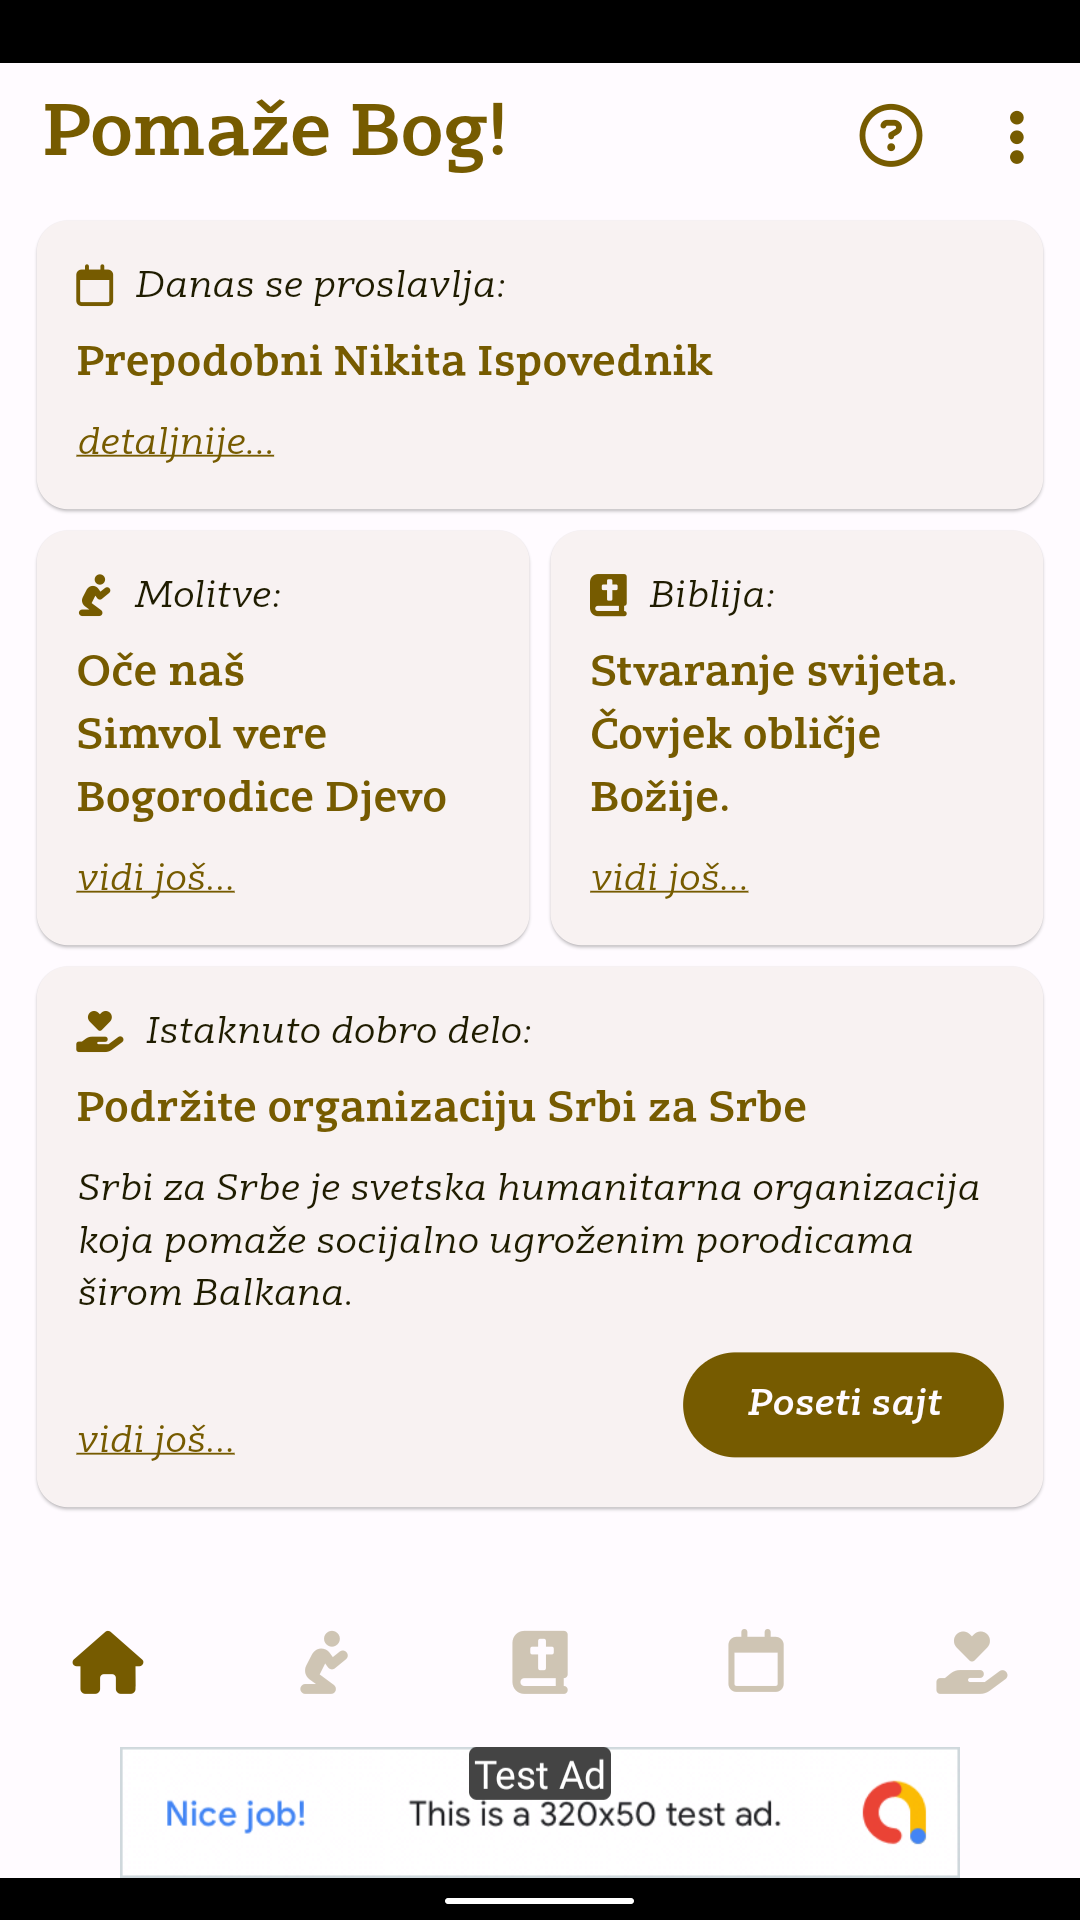 Pomaže Bog!
Danas se proslavlja:
Prepodobni Nikita Ispovednik
detaljnije...
Molitve:
Oče naš
Simvol vere
Bogorodice Djevo
vidi još...
Biblija:
Stvaranje svijeta.
Čovjek obličje
Božije.
vidi još...
Istaknuto dobro delo:
Podržite organizaciju Srbi za Srbe
Srbi za Srbe je svetska humanitarna organizacija
koja pomaže socijalno ugroženim porodicama
širom Balkana.
Poseti sajt
vidi još...
Test Ad
Nice job!
This is a 320x50 test ad.